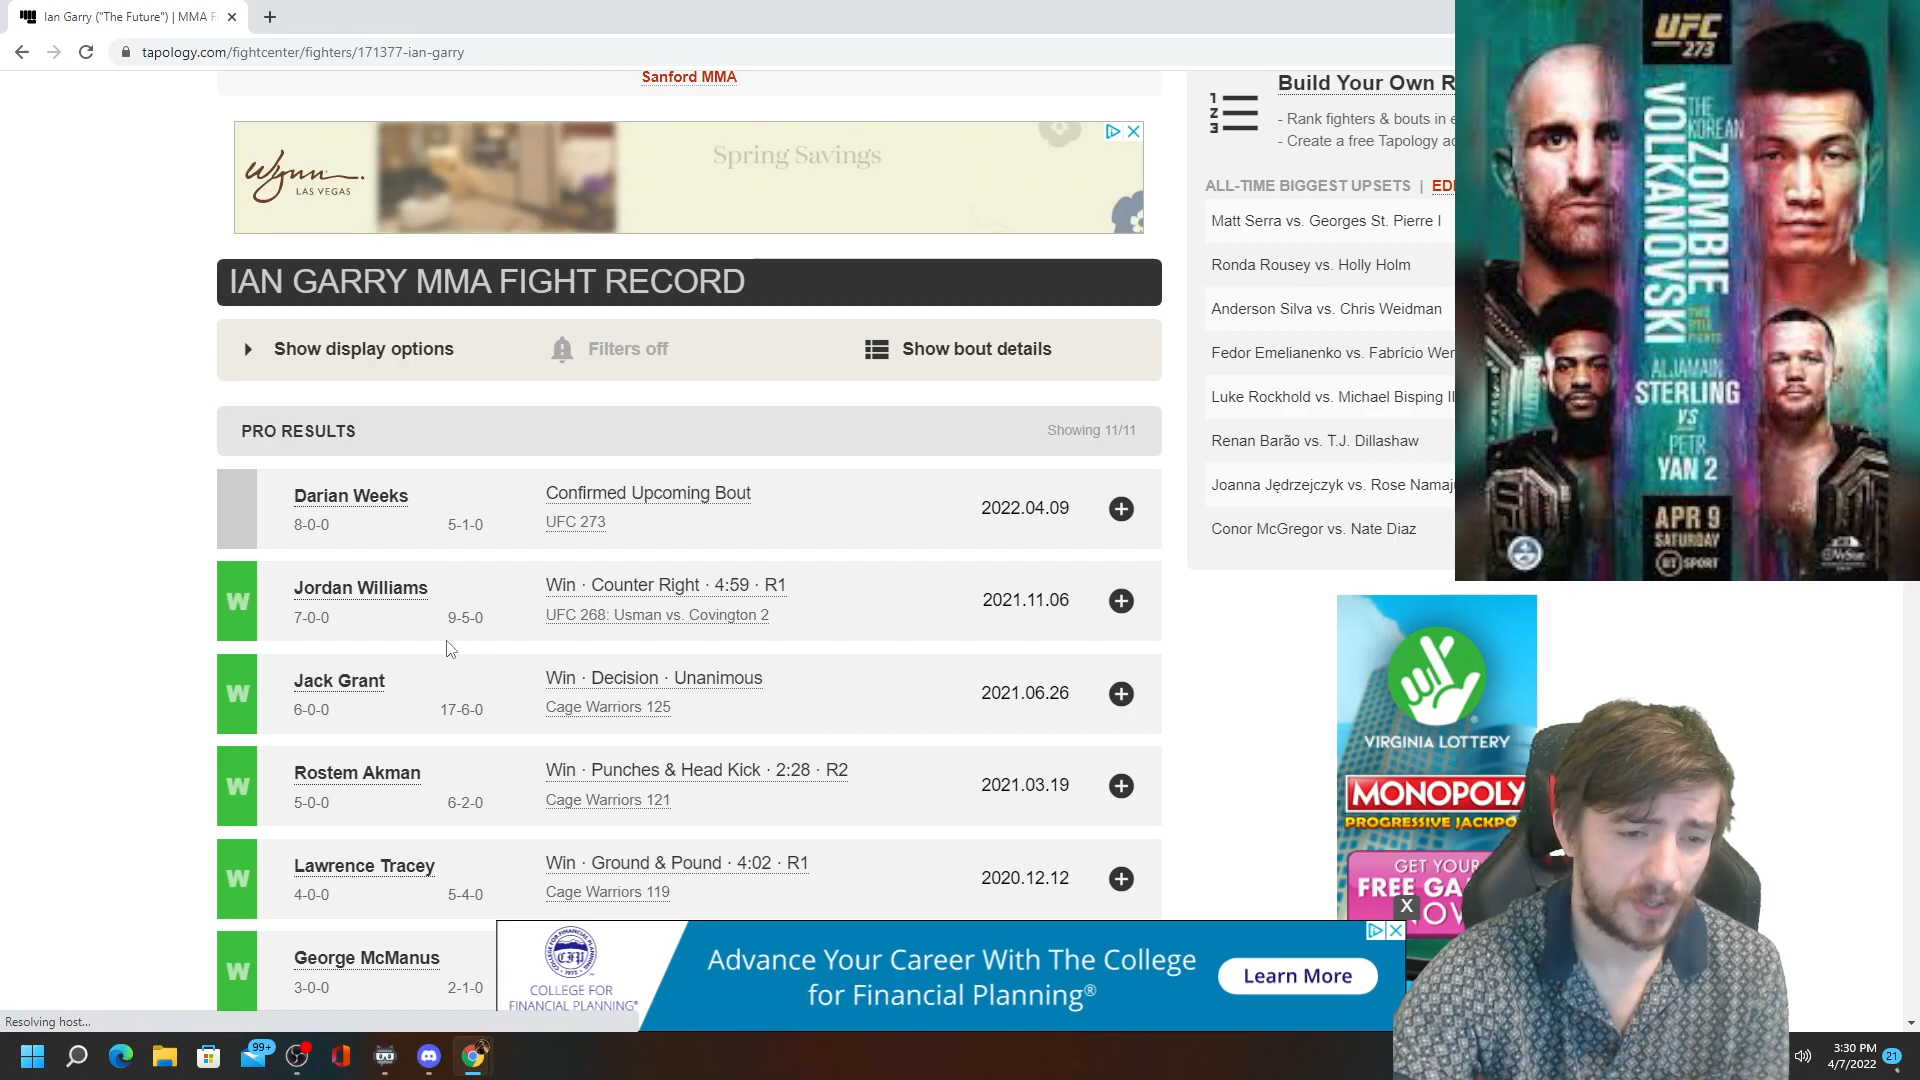 Ian Garry ("The Future") | MMA F
tapology.com/fightcenter/fighters/171377-ian-garry
Sanford MMA
Wynn
LAS VEGAS
Spring Savings
IAN GARRY MMA FIGHT RECORD
Show display options
Filters off
Show bout details
PRO RESULTS
Showing 11/11
Darian Weeks
8-0-0
5-1-0
Confirmed Upcoming Bout
UFC 273
2022.04.09
W
Jordan Williams
7-0-0
9-5-0
Win · Counter Right · 4:59 · R1
UFC 268: Usman vs. Covington 2
2021.11.06
W
Jack Grant
6-0-0
17-6-0
Win · Decision · Unanimous
Cage Warriors 125
2021.06.26
W
Rostem Akman
5-0-0
6-2-0
Win · Punches & Head Kick · 2:28 · R2
Cage Warriors 121
2021.03.19
W
Lawrence Tracey
4-0-0
5-4-0
Win · Ground & Pound · 4:02 · R1
Cage Warriors 119
2020.12.12
W
George McManus
3-0-0
2-1-0
1
2
3
Build Your Own R
- Rank fighters & bouts in e
- Create a free Tapology ac
ALL-TIME BIGGEST UPSETS | EDI
Matt Serra vs. Georges St. Pierre I
Ronda Rousey vs. Holly Holm
Anderson Silva vs. Chris Weidman
Fedor Emelianenko vs. Fabrício Wer
Luke Rockhold vs. Michael Bisping II
Renan Barão vs. T.J. Dillashaw
Joanna Jędrzejczyk vs. Rose Namaju
Conor McGregor vs. Nate Diaz
UFC
273
VOLKANOVSKI
THE KOREAN
ZOMBIE
ALJAMAIN
STERLING
VS
PETR
YAN 2
APR 9
SATURDAY
BT SPORT
VIRGINIA LOTTERY
MONOPOLY
PROGRESSIVE JACKPO
GET YOUR
FREE GA
NOW
X
CFP
COLLEGE FOR
FINANCIAL PLANNING®
Advance Your Career With The College
for Financial Planning®
Learn More
Resolving host...
99+
3:30 PM
4/7/2022
21